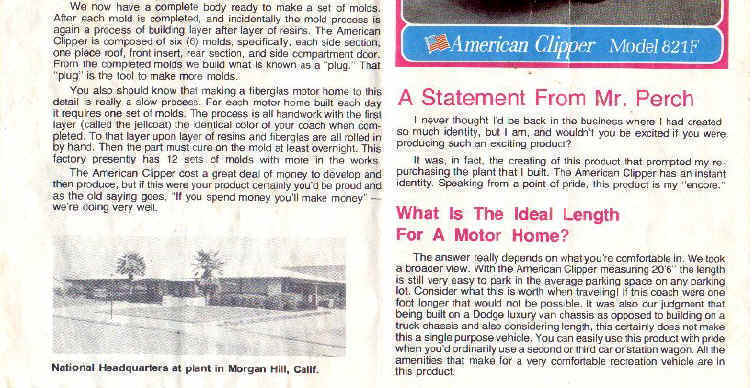 We now have a complete body ready to make a set of molds.
After each mold is completed, and incidentally the mold process is
again a process of building layer after layer of resins. The American
Clipper is composed of six (6) molds, specifically, each side section,
one piece roof, front insert, rear section, and side compartment door.
From the completed molds we build what is known as a "plug." That
"plug" is the tool to make more molds.
You also should know that making a fiberglas motor home to this
detail is really a slow process. For each motor home built each day
it requires one set of molds. The process is all handwork with the first
layer (called the jellcoat) the identical color of your coach when com-
pleted. To that layer upon layer of resins and fiberglas are all rolled in
by hand. Then the part must cure on the mold at least overnight. This
factory presently has 12 sets of molds with more in the works.
The American Clipper cost a great deal of money to develop and
then produce, but if this were your product certainly you'd be proud and
as the old saying goes, "If you spend money you'll make money" —
we're doing very well.
National Headquarters at plant in Morgan Hill, Calif.
American Clipper Model 821F
A Statement From Mr. Perch
I never thought I'd be back in the business where I had created
so much identity, but I am, and wouldn't you be excited if you were
producing such an exciting product?
It was, in fact, the creating of this product that prompted my re-
purchasing the plant that I built. The American Clipper has an instant
identity. Speaking from a point of pride, this product is my "encore."
What Is The Ideal Length
For A Motor Home?
The answer really depends on what you're comfortable in. We took
a broader view. With the American Clipper measuring 20'6" the length
is still very easy to park in the average parking space on any parking
lot. Consider what this is worth when traveling! If this coach were one
foot longer that would not be possible. It was also our judgment that
being built on a Dodge luxury van chassis as opposed to building on a
truck chassis and also considering length, this certainly does not make
this a single purpose vehicle. You can easily use this product with pride
when you'd ordinarily use a second or third car or station wagon. All the
amenities that make for a very comfortable recreation vehicle are in
this product.